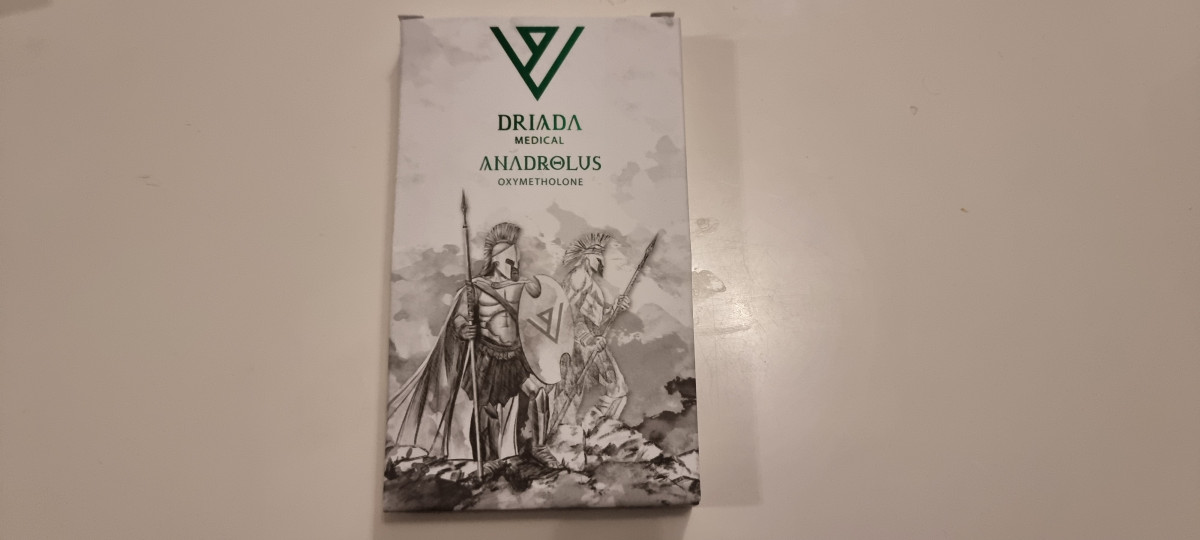 DRIADA
MEDICAL
ANADROLUS
OXYMETHOLONE